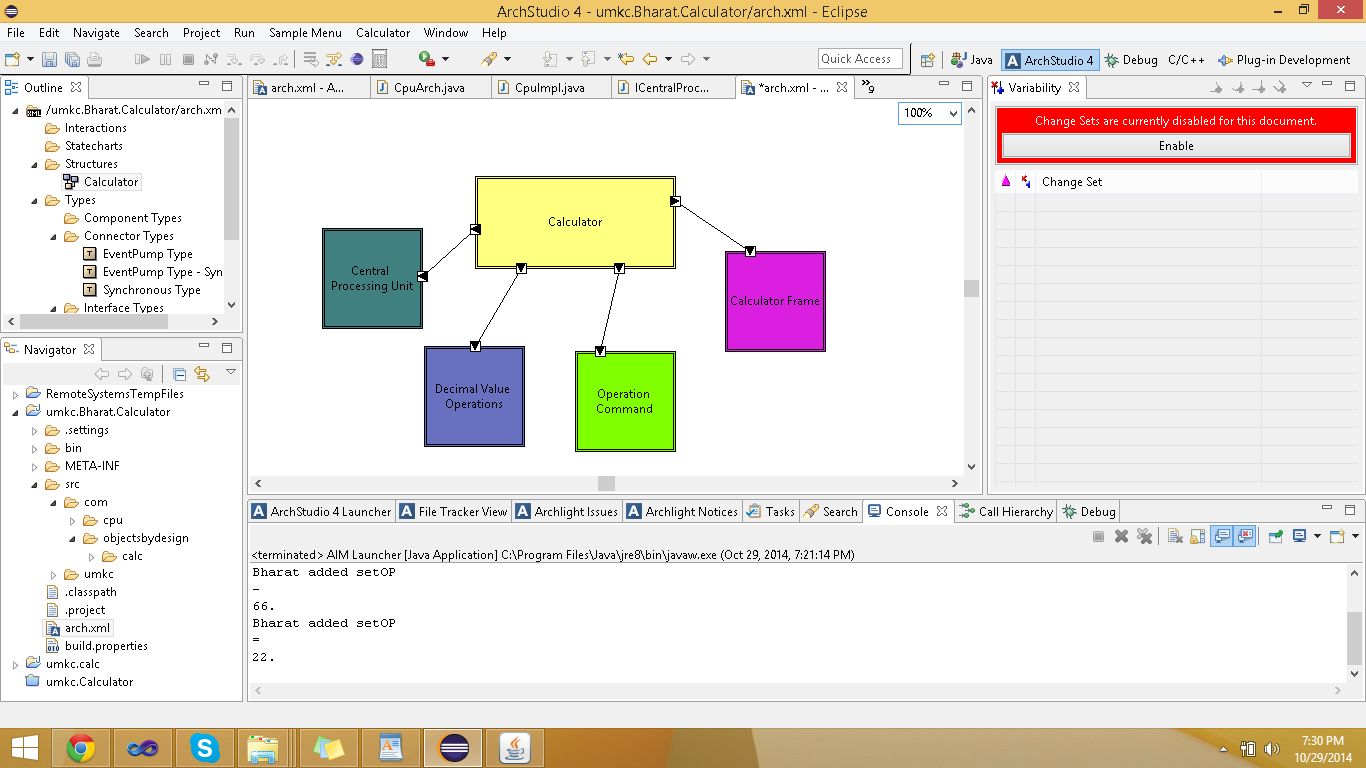 ArchStudio 4 - umkc.Bharat.Calculator/arch.xml - Eclipse
File Edit Navigate Search Project Run Sample Menu Calculator Window Help
Quick Access
Java
ArchStudio 4
Debug
C/C++
Plug-in Development
Outline
/umkc.Bharat.Calculator/arch.xm
Interactions
Statecharts
Structures
Calculator
Types
Component Types
Connector Types
EventPump Type
EventPump Type - Syn
Synchronous Type
Interface Types
Navigator
RemoteSystemsTempFiles
umkc.Bharat.Calculator
.settings
bin
META-INF
src
com
cpu
objectsbydesign
calc
umkc
.classpath
.project
arch.xml
build.properties
umkc.calc
umkc.Calculator
arch.xml - A...
CpuArch.java
CpuImpl.java
ICentralProc...
*arch.xml - ...
»9
100%
Calculator
Central
Processing Unit
Calculator Frame
Decimal Value
Operations
Operation
Command
Variability
Change Sets are currently disabled for this document.
Enable
Change Set
ArchStudio 4 Launcher
File Tracker View
Archlight Issues
Archlight Notices
Tasks
Search
Console
Call Hierarchy
Debug
<terminated> AIM Launcher [Java Application] C:\Program Files\Java\jre8\bin\javaw.exe (Oct 29, 2014, 7:21:14 PM)
Bharat added setOP
-
66.
Bharat added setOP
=
22.
7:30 PM
10/29/2014